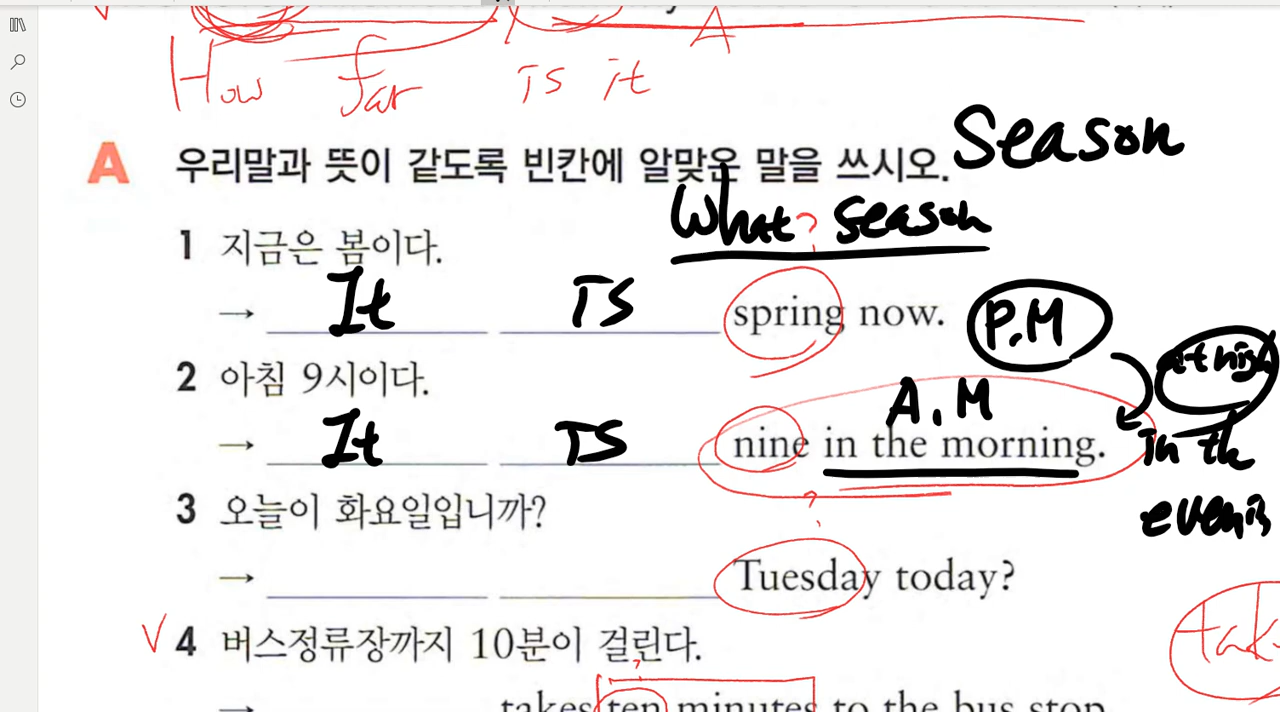 How far is it
A 우리말과 뜻이 같도록 빈칸에 알맞은 말을 쓰시오. Season
What? season
1 지금은 봄이다.
→ It is spring now. P.M
2 아침 9시이다.
at nigh
A.M
→ It is nine in the morning. in the
evenin
3 오늘이 화요일입니까?
→ Tuesday today?
4 버스정류장까지 10분이 걸린다.
→ takes ten minutes to the bus stop
tak